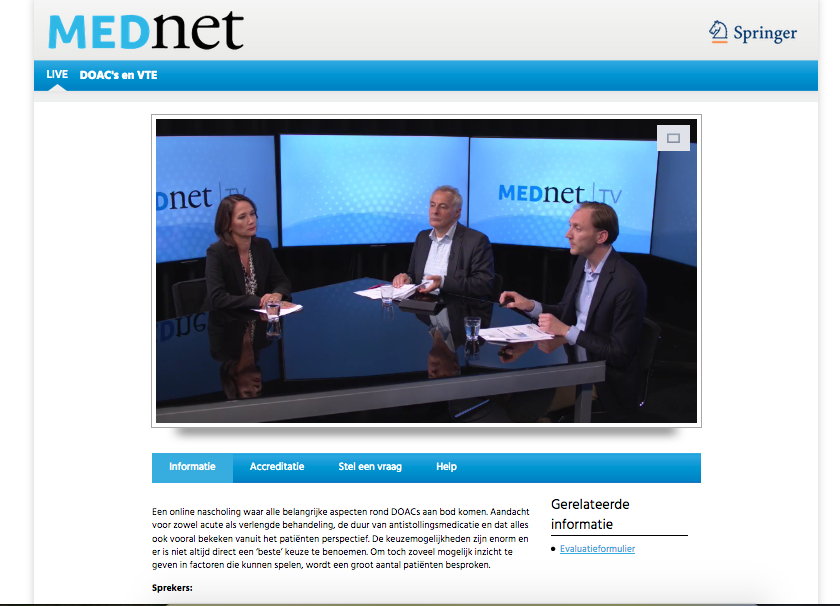 MEDnet
Springer
LIVE DOAC's en VTE
Dnet TV
MEDnet TV
Informatie Accreditatie Stel een vraag Help
Een online nascholing waar alle belangrijke aspecten rond DOACs aan bod komen. Aandacht
voor zowel acute als verlengde behandeling, de duur van antistollingsmedicatie en dat alles
ook vooral bekeken vanuit het patiënten perspectief. De keuzemogelijkheden zijn enorm en
er is niet altijd direct een ‘beste’ keuze te benoemen. Om toch zoveel mogelijk inzicht te
geven in factoren die kunnen spelen, wordt een groot aantal patiënten besproken.
Sprekers:
Gerelateerde
informatie
Evaluatieformulier